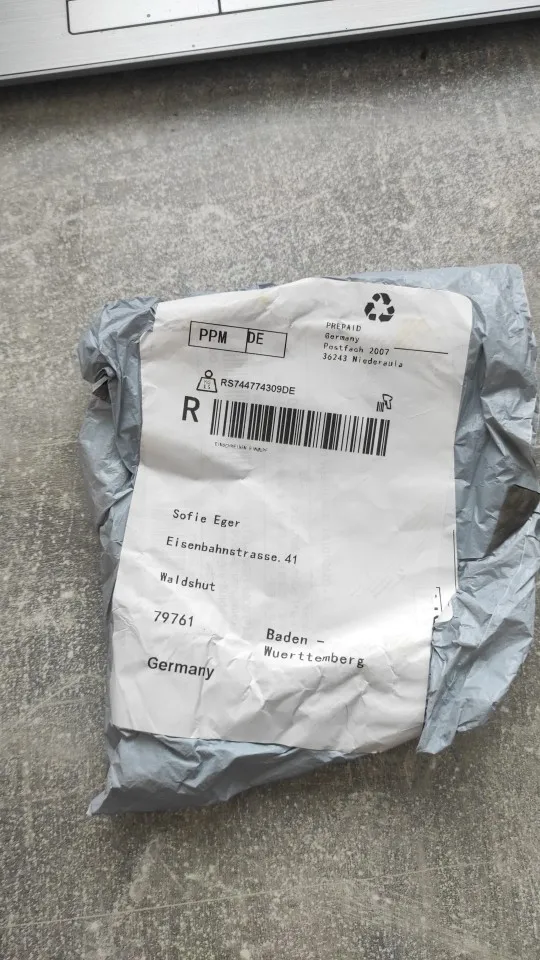 PPM DE
PREPAID
Germany
Postfach 2007
36243 Niederaula
RS744774309DE
R
Sofie Eger
Eisenbahnstrasse.41
Waldshut
79761
Baden -
Wuerttemberg
Germany